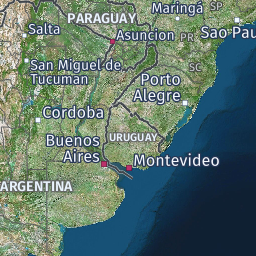 Maringá
SP
PARAGUAY
Salta
Asuncion
PR
Sao Pau
San Miguel de
Tucuman
SC
Porto
Alegre
Cordoba
Buenos
Aires
URUGUAY
Montevideo
ARGENTINA